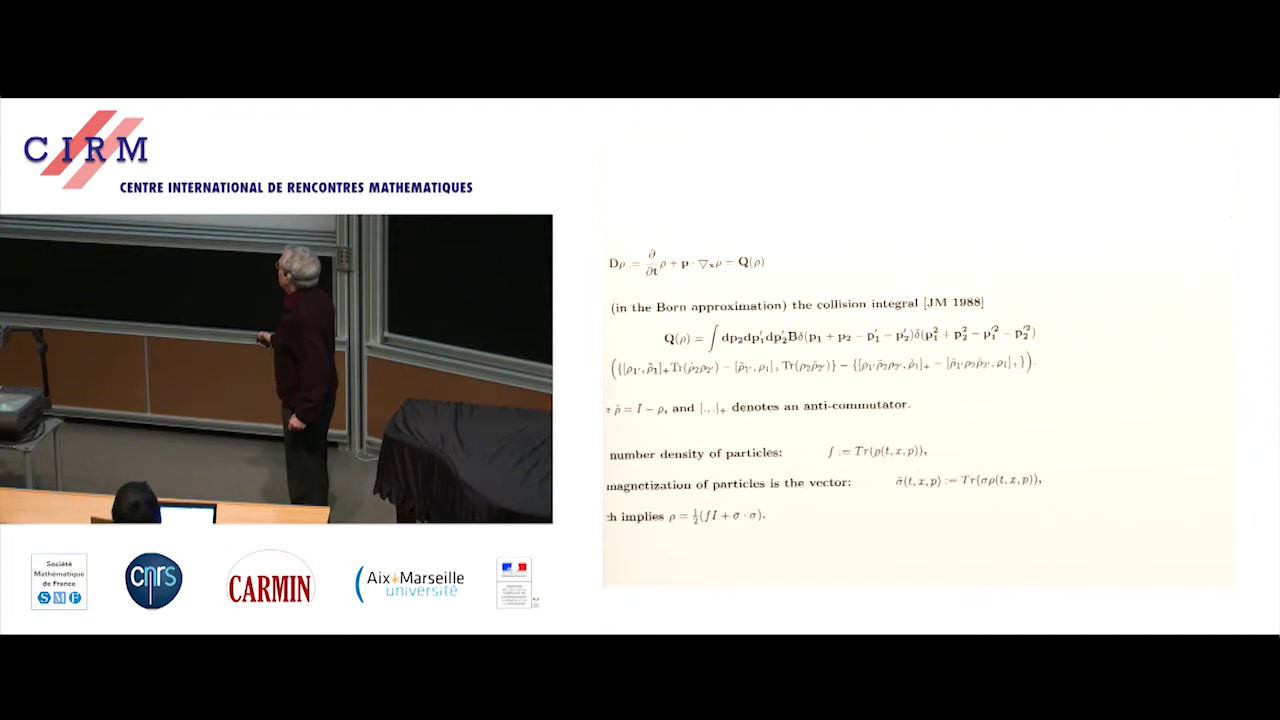 CIRM
CENTRE INTERNATIONAL DE RENCONTRES MATHEMATIQUES
Dρ := ∂/∂t ρ + p · ▽ₓρ = Q(ρ)
(in the Born approximation) the collision integral [JM 1988]
Q(ρ) = ∫ dp₂dp′₁dp′₂Bδ(p₁ + p₂ − p′₁ − p′₂)δ(p₁² + p₂² − p′₁² − p′₂²)
({[ρ₁′, ρ̃₁]₊Tr(ρ̃₂ρ₂′) − [ρ̃₁′, ρ₁]₊Tr(ρ₂ρ̃₂′)} − {[ρ₁′ρ̃₂ρ₂′, ρ̃₁]₊ − [ρ̃₁′ρ₂ρ̃₂′, ρ₁]₊}).
ρ̃ = I − ρ, and [., .]₊ denotes an anti-commutator.
number density of particles: f := Tr(ρ(t, x, p)),
magnetization of particles is the vector: σ̄(t, x, p) := Tr(σρ(t, x, p)),
ch implies ρ = ½(fI + σ̄ · σ).
Société
Mathématique
de France
SMF
cnrs
CARMIN
Aix*Marseille
université